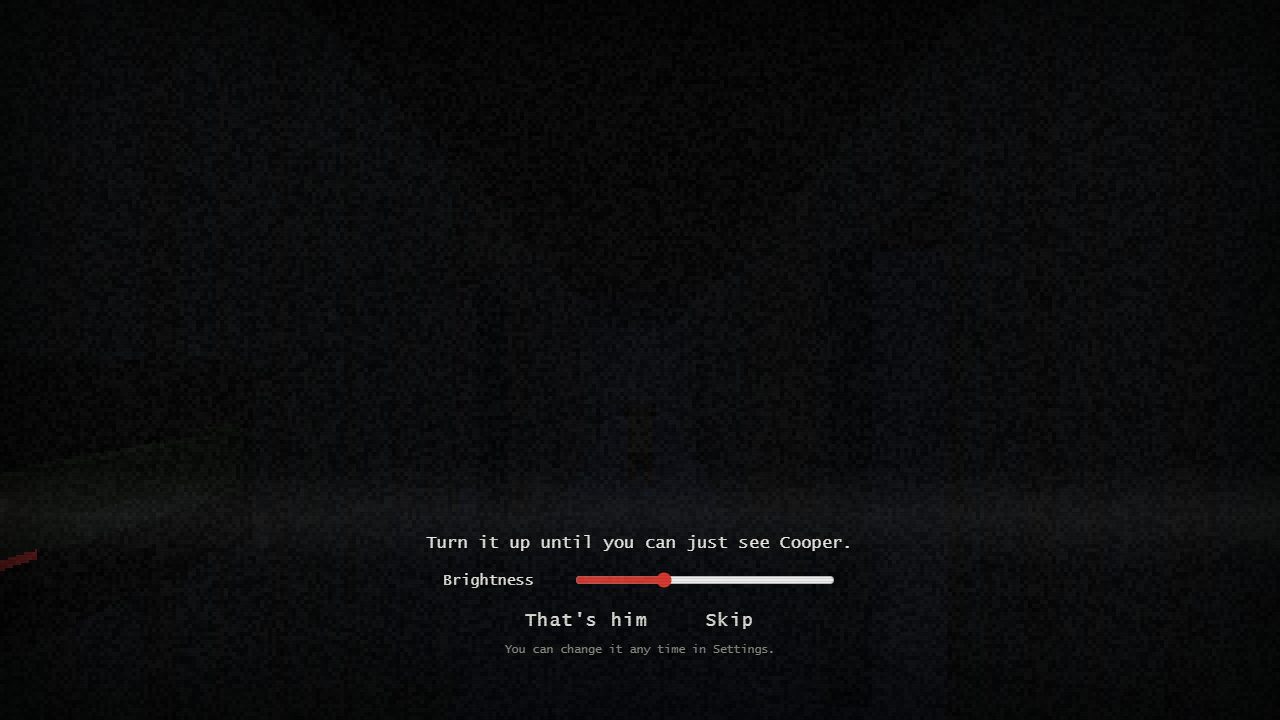 Turn it up until you can just see Cooper.
Brightness
That's him Skip
You can change it any time in Settings.